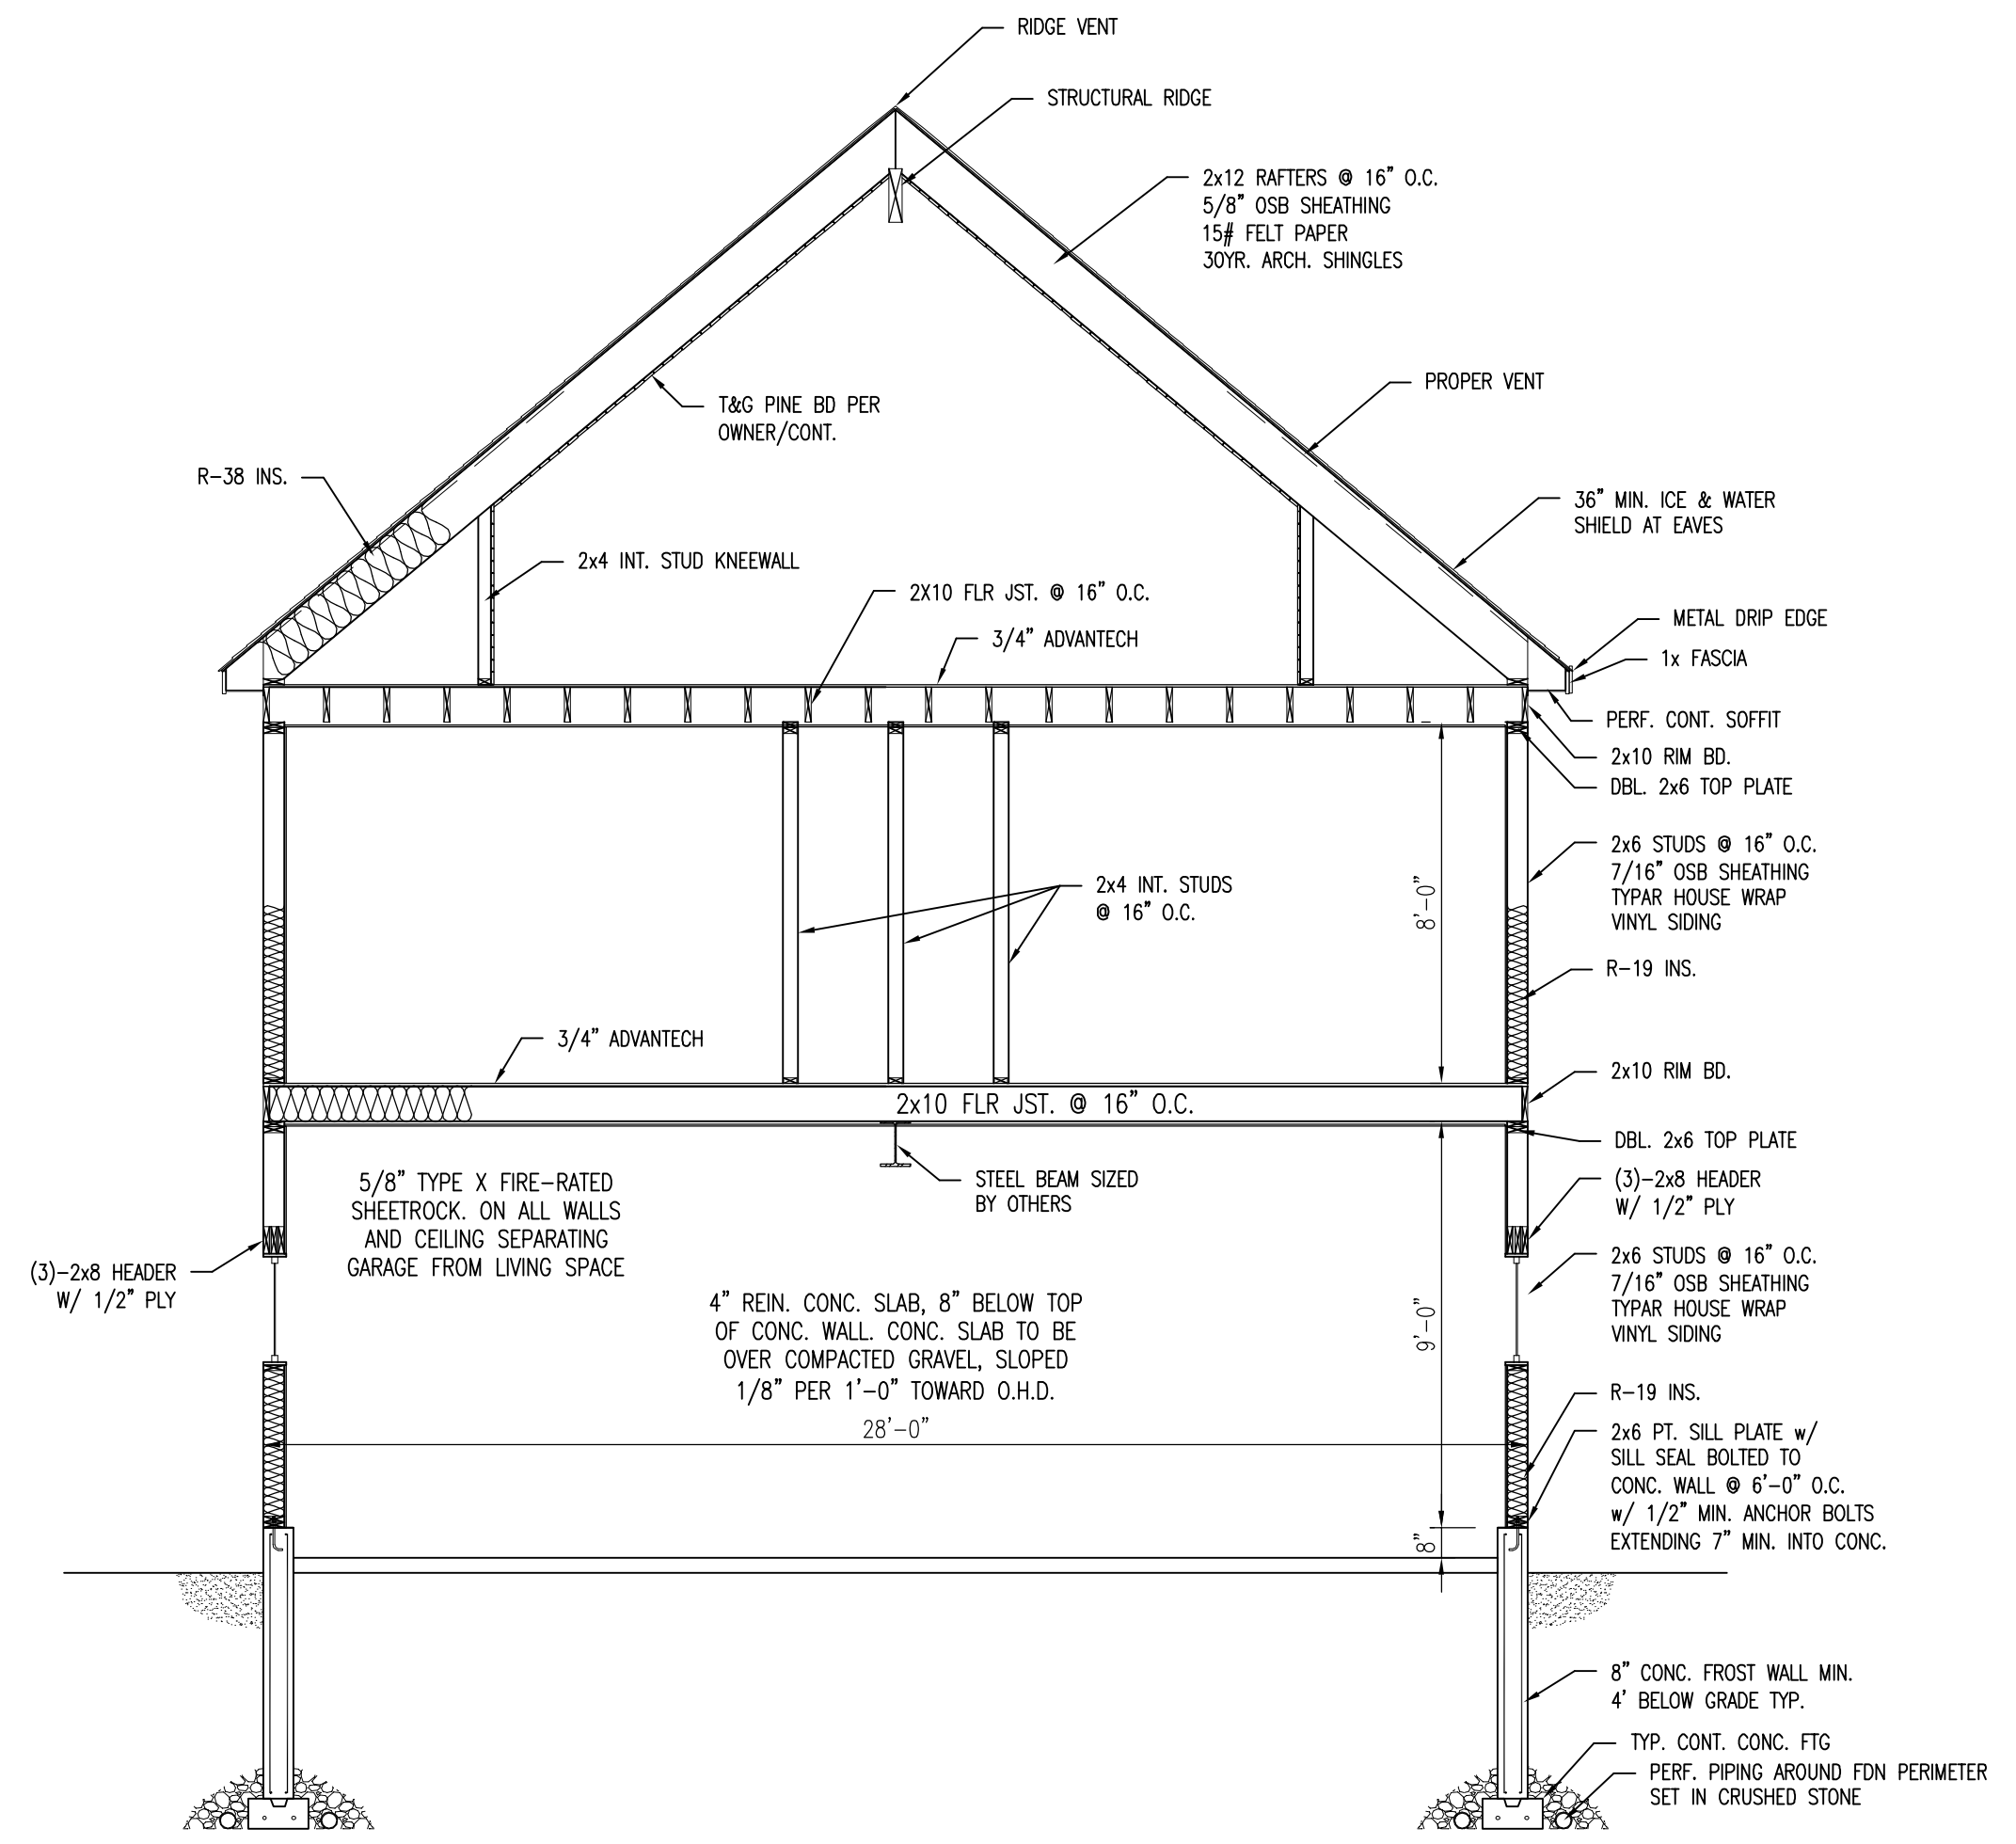 RIDGE VENT
STRUCTURAL RIDGE
2x12 RAFTERS @ 16" O.C.
5/8" OSB SHEATHING
15# FELT PAPER
30YR. ARCH. SHINGLES
PROPER VENT
T&G PINE BD PER
OWNER/CONT.
R-38 INS.
36" MIN. ICE & WATER
SHIELD AT EAVES
2x4 INT. STUD KNEEWALL
2X10 FLR JST. @ 16" O.C.
3/4" ADVANTECH
METAL DRIP EDGE
1x FASCIA
PERF. CONT. SOFFIT
2x10 RIM BD.
DBL. 2x6 TOP PLATE
2x6 STUDS @ 16" O.C.
7/16" OSB SHEATHING
TYPAR HOUSE WRAP
VINYL SIDING
8'-0"
2x4 INT. STUDS
@ 16" O.C.
R-19 INS.
3/4" ADVANTECH
2x10 RIM BD.
2x10 FLR JST. @ 16" O.C.
DBL. 2x6 TOP PLATE
STEEL BEAM SIZED
BY OTHERS
5/8" TYPE X FIRE-RATED
SHEETROCK. ON ALL WALLS
AND CEILING SEPARATING
GARAGE FROM LIVING SPACE
(3)-2x8 HEADER
W/ 1/2" PLY
(3)-2x8 HEADER
W/ 1/2" PLY
2x6 STUDS @ 16" O.C.
7/16" OSB SHEATHING
TYPAR HOUSE WRAP
VINYL SIDING
4" REIN. CONC. SLAB, 8" BELOW TOP
OF CONC. WALL. CONC. SLAB TO BE
OVER COMPACTED GRAVEL, SLOPED
1/8" PER 1'-0" TOWARD O.H.D.
9'-0"
28'-0"
R-19 INS.
2x6 PT. SILL PLATE w/
SILL SEAL BOLTED TO
CONC. WALL @ 6'-0" O.C.
w/ 1/2" MIN. ANCHOR BOLTS
EXTENDING 7" MIN. INTO CONC.
8"
8" CONC. FROST WALL MIN.
4' BELOW GRADE TYP.
TYP. CONT. CONC. FTG
PERF. PIPING AROUND FDN PERIMETER
SET IN CRUSHED STONE